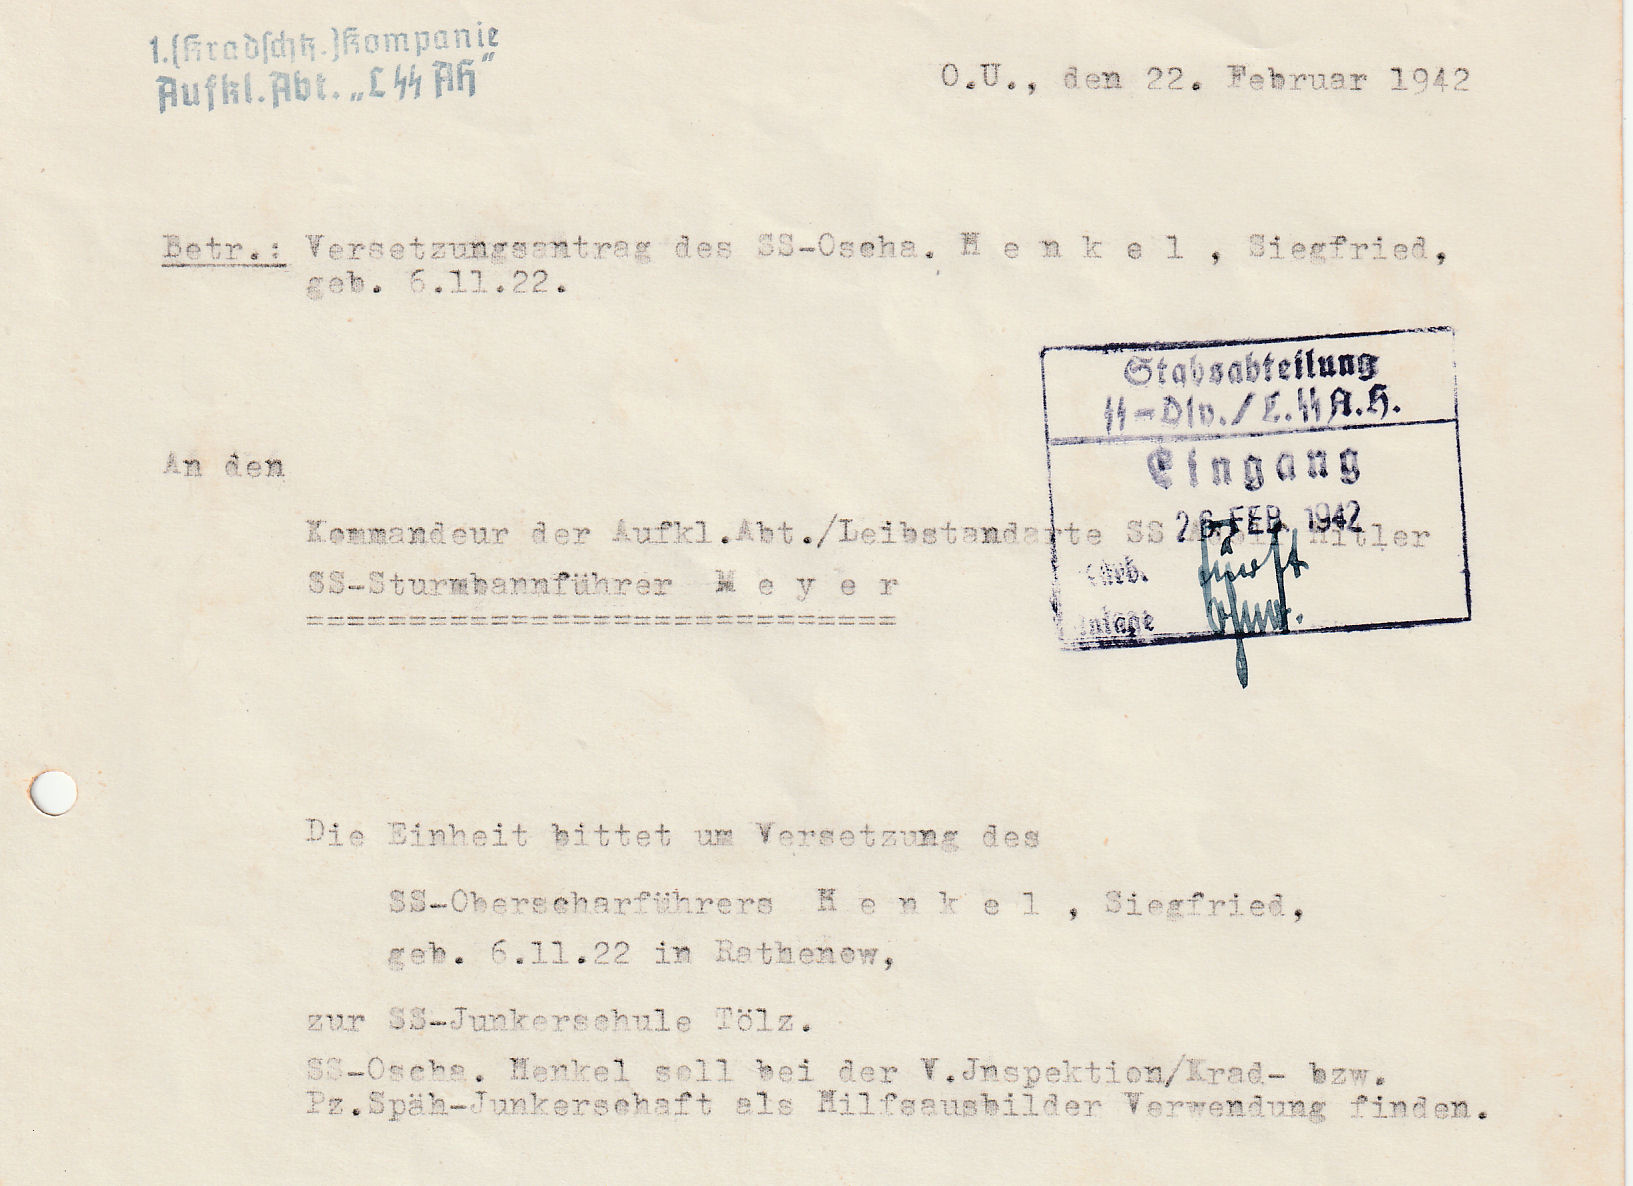 1.(Kradschtz.)Kompanie
Aufkl.Abt. „L SS AH"
O.U., den 22. Februar 1942
Betr.: Versetzungsantrag des SS-Oscha. H e n k e l , Siegfried,
geb. 6.11.22.
Stabsabteilung
SS-Div./L.SS A.H.
Eingang
26. FEB. 1942
An den
Kommandeur der Aufkl.Abt./Leibstandarte SS Adolf Hitler
SS-Sturmbannführer M e y e r
=============================
Anlage
Die Einheit bittet um Versetzung des
SS-Oberscharführers H e n k e l , Siegfried,
geb. 6.11.22 in Rathenow,
zur SS-Junkerschule Tölz.
SS-Oscha. Henkel soll bei der V.Jnspektion/Krad- bzw.
Pz.Späh-Junkerschaft als Hilfsausbilder Verwendung finden.